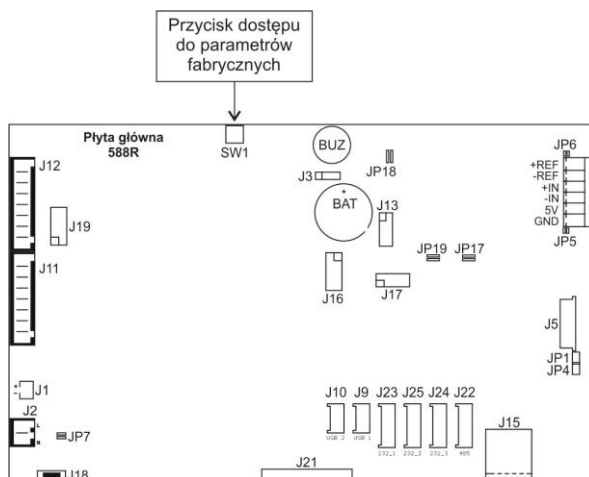 Przycisk dostępu
do parametrów
fabrycznych
Płyta główna
588R
SW1
BUZ
JP18
J3
BAT
J13
JP6
+REF
-REF
+IN
-IN
5V
GND
JP5
J12
J19
J11
JP19
JP17
J16
J17
J5
JP1
JP4
J1
J2
L
N
JP7
J10
J9
J23
J25
J24
J22
USB 2
USB 1
232_1
232_2
232_3
485
J15
J18
J21